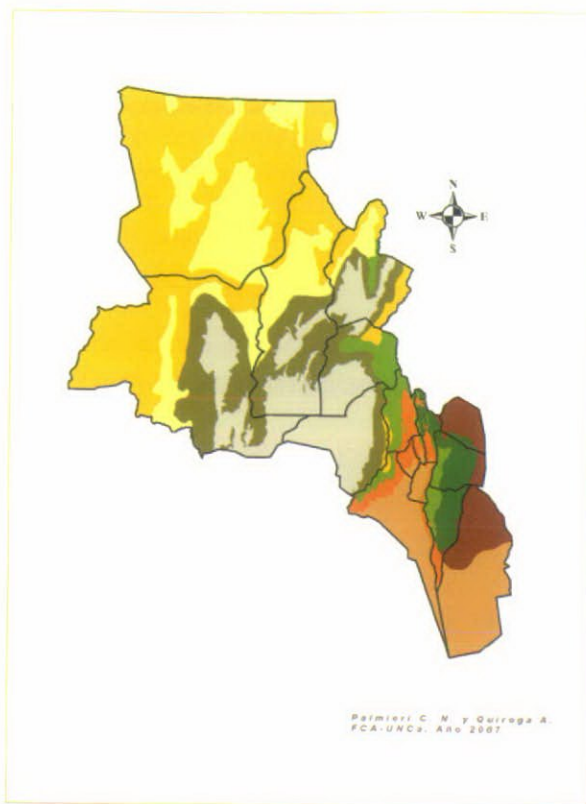 N
W E
S
Palmieri C. N. y Quiroga A.
FCA-UNCa. Año 2007